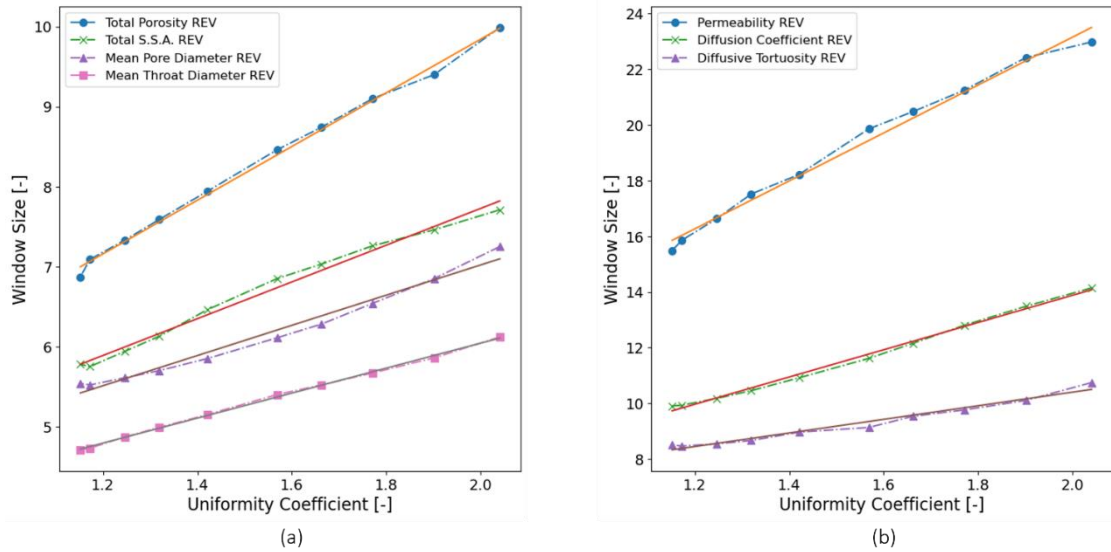 Total Porosity REV
Total S.S.A. REV
Mean Pore Diameter REV
Mean Throat Diameter REV
10
9
8
7
6
5
Window Size [-]
1.2 1.4 1.6 1.8 2.0
Uniformity Coefficient [-]
(a)
Permeability REV
Diffusion Coefficient REV
Diffusive Tortuosity REV
24
22
20
18
16
14
12
10
8
Window Size [-]
1.2 1.4 1.6 1.8 2.0
Uniformity Coefficient [-]
(b)